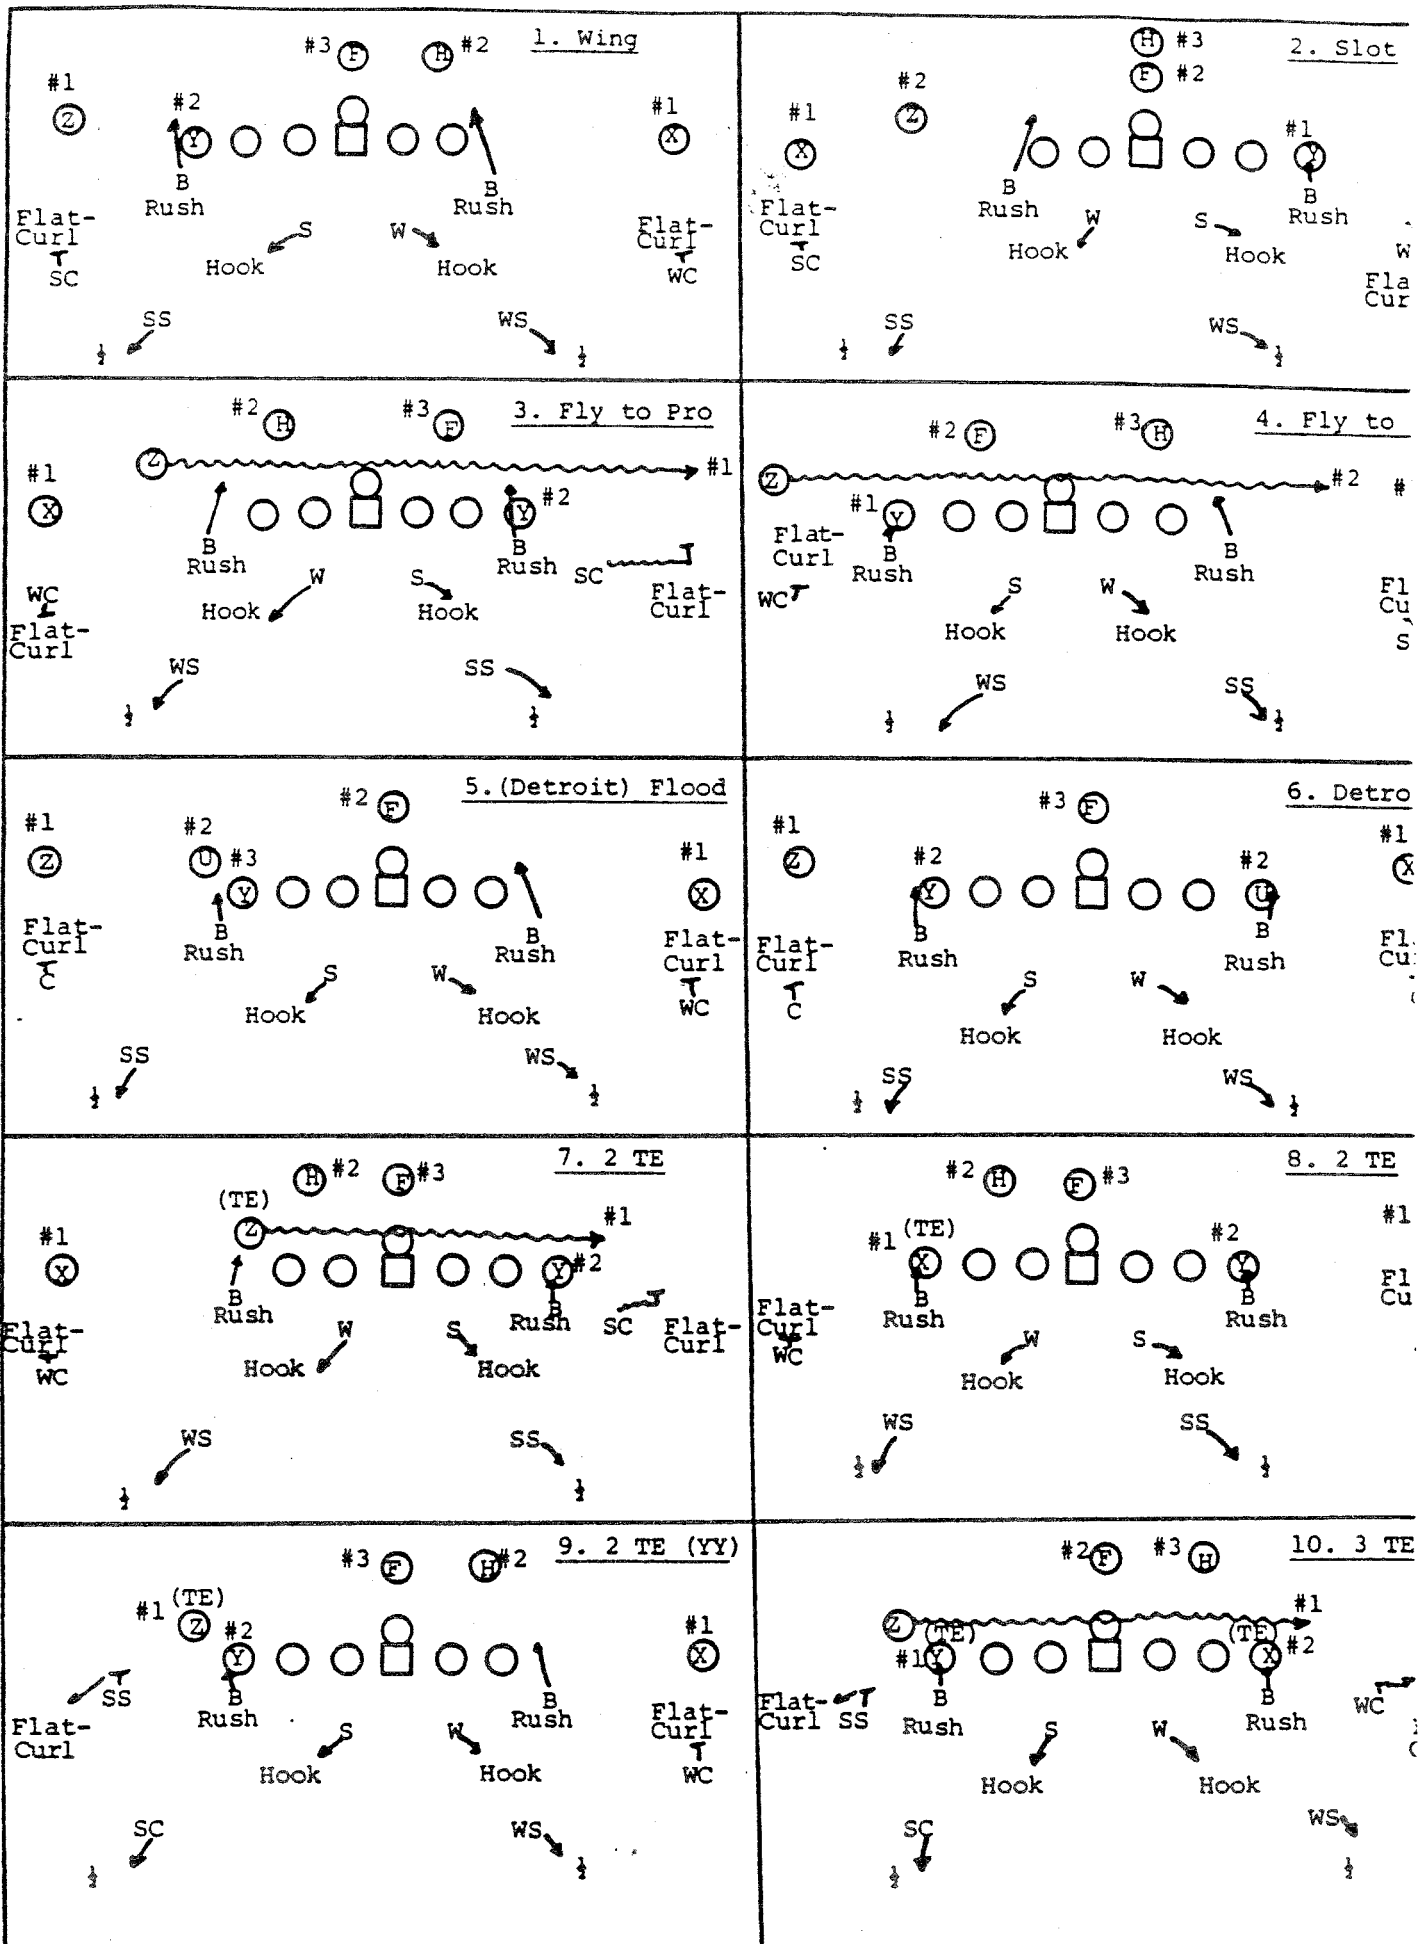 1. Wing
#3 F H #2
#1
Z
#2
Y
#1
X
B
Rush
B
Rush
Flat-
Curl
SC
S
Hook
W
Hook
Flat-
Curl
WC
SS
½
WS
½
2. Slot
H #3
F #2
#2
Z
#1
X
#1
Y
Flat-
Curl
SC
B
Rush
B
Rush
W
Hook
S
Hook
W
Fla
Cur
SS
½
WS
½
3. Fly to Pro
#2 H
#3 F
Z
#1
#1
X
Y #2
B
Rush
B
Rush
W
Hook
S
Hook
SC
Flat-
Curl
WC
Flat-
Curl
WS
½
SS
½
4. Fly to
#2 F
#3 H
Z
#2
#
#1 Y
Flat-
Curl
WC
B
Rush
B
Rush
S
Hook
W
Hook
Fl
Cu
S
WS
½
SS
½
5.(Detroit) Flood
#2 F
#1
Z
#2
U #3
Y
#1
X
Flat-
Curl
C
B
Rush
B
Rush
Flat-
Curl
WC
S
Hook
W
Hook
SS
½
WS
½
6. Detro
#3 F
#1
Z
#2
Y
#2
U
#1
X
Flat-
Curl
C
B
Rush
B
Rush
Fl
Cu
S
Hook
W
Hook
SS
½
WS
½
7. 2 TE
H #2
F #3
(TE)
Z
#1
#1
X
Y #2
B
Rush
B
Rush
SC
Flat-
Curl
Flat-
Curl
WC
W
Hook
S
Hook
WS
½
SS
½
8. 2 TE
#2 H
F #3
#1 (TE)
X
#2
Y
#1
Flat-
Curl
WC
B
Rush
B
Rush
Fl
Cu
W
Hook
S
Hook
WS
½
SS
½
9. 2 TE (YY)
#3 F
H #2
(TE)
#1 Z
#2
Y
#1
X
SS
Flat-
Curl
B
Rush
B
Rush
Flat-
Curl
WC
S
Hook
W
Hook
SC
½
WS
½
10. 3 TE
#2 F
#3 H
Z
#1
(TE)
#1 Y
(TE)
X #2
Flat-
Curl SS
B
Rush
B
Rush
WC
S
Hook
W
Hook
SC
½
WS
½